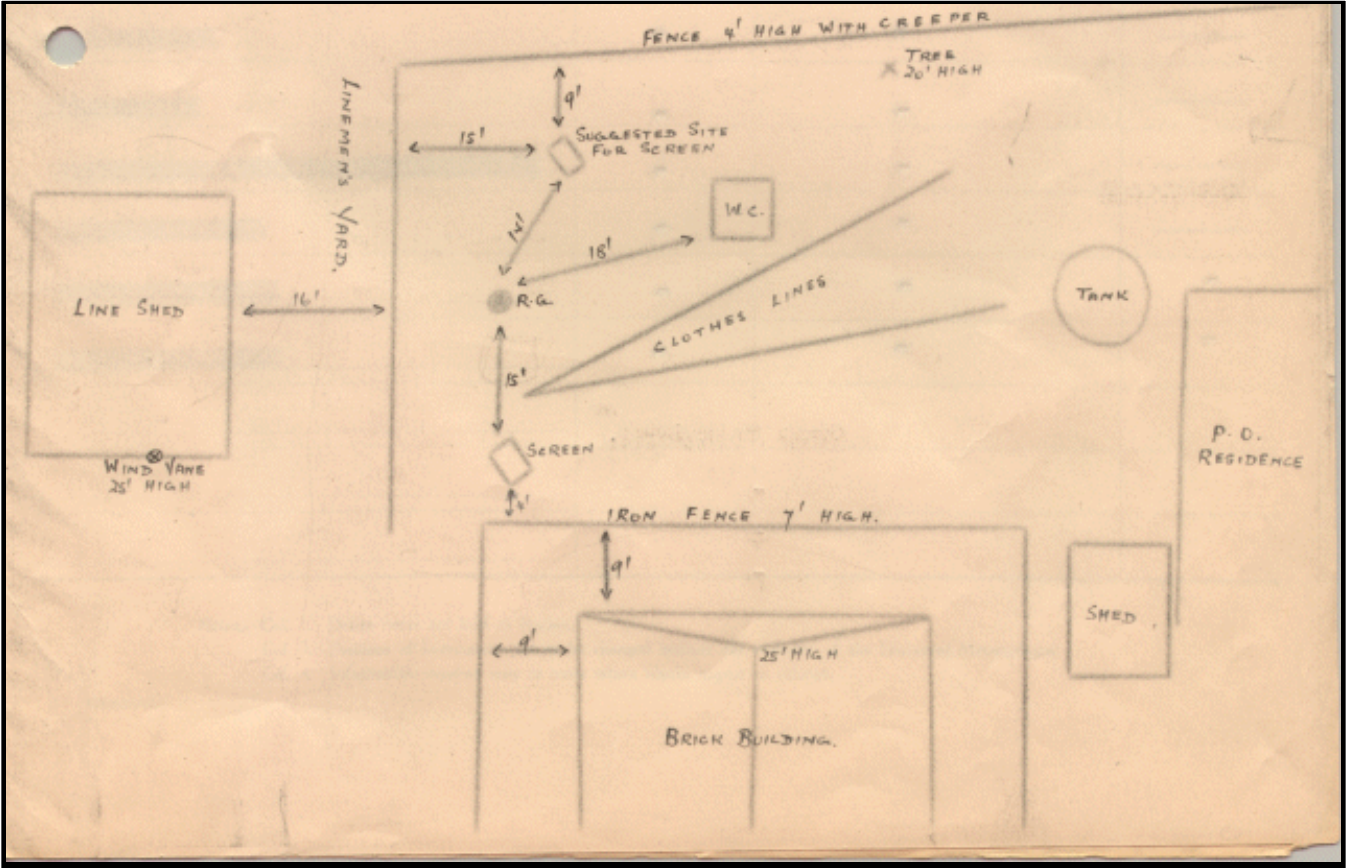 FENCE 4' HIGH WITH CREEPER
TREE
20' HIGH
LINEMEN'S YARD.
9'
15'
SUGGESTED SITE
FOR SCREEN
W.C.
18'
R.G.
LINE SHED
16'
CLOTHES LINES
TANK
15'
P.O.
RESIDENCE
SCREEN
WIND VANE
25' HIGH
4'
IRON FENCE 7' HIGH.
9'
SHED.
9'
25' HIGH
BRICK BUILDING.